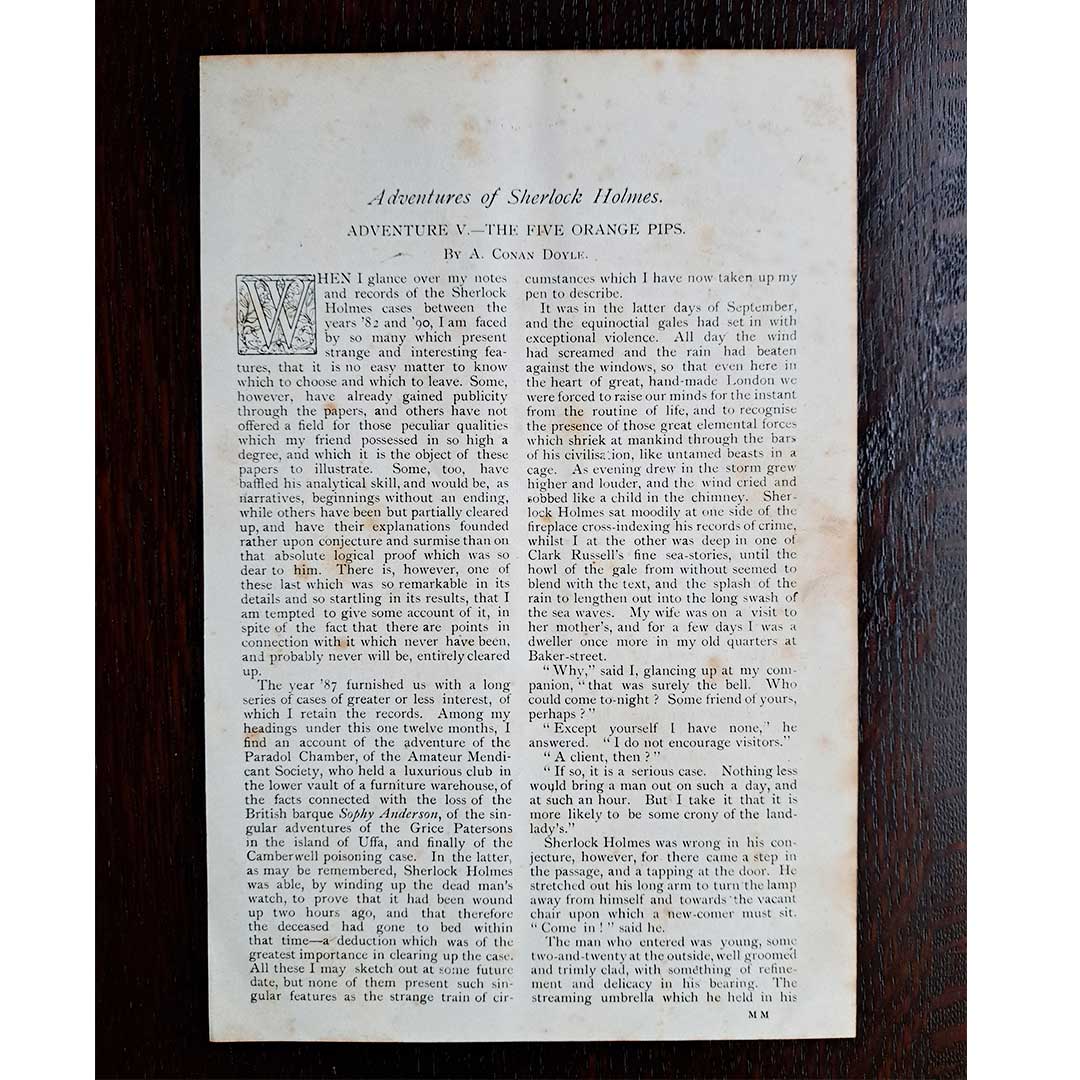 Adventures of Sherlock Holmes.
ADVENTURE V.—THE FIVE ORANGE PIPS.
BY A. CONAN DOYLE.
WHEN I glance over my notes
and records of the Sherlock
Holmes cases between the
years '82 and '90, I am faced
by so many which present
strange and interesting fea-
tures, that it is no easy matter to know
which to choose and which to leave. Some,
however, have already gained publicity
through the papers, and others have not
offered a field for those peculiar qualities
which my friend possessed in so high a
degree, and which it is the object of these
papers to illustrate. Some, too, have
baffled his analytical skill, and would be, as
narratives, beginnings without an ending,
while others have been but partially cleared
up, and have their explanations founded
rather upon conjecture and surmise than on
that absolute logical proof which was so
dear to him. There is, however, one of
these last which was so remarkable in its
details and so startling in its results, that I
am tempted to give some account of it, in
spite of the fact that there are points in
connection with it which never have been,
and probably never will be, entirely cleared
up.
The year '87 furnished us with a long
series of cases of greater or less interest, of
which I retain the records. Among my
headings under this one twelve months, I
find an account of the adventure of the
Paradol Chamber, of the Amateur Mendi-
cant Society, who held a luxurious club in
the lower vault of a furniture warehouse, of
the facts connected with the loss of the
British barque Sophy Anderson, of the sin-
gular adventures of the Grice Patersons
in the island of Uffa, and finally of the
Camberwell poisoning case. In the latter,
as may be remembered, Sherlock Holmes
was able, by winding up the dead man's
watch, to prove that it had been wound
up two hours ago, and that therefore
the deceased had gone to bed within
that time—a deduction which was of the
greatest importance in clearing up the case.
All these I may sketch out at some future
date, but none of them present such sin-
gular features as the strange train of cir-
cumstances which I have now taken up my
pen to describe.
It was in the latter days of September,
and the equinoctial gales had set in with
exceptional violence. All day the wind
had screamed and the rain had beaten
against the windows, so that even here in
the heart of great, hand-made London we
were forced to raise our minds for the instant
from the routine of life, and to recognise
the presence of those great elemental forces
which shriek at mankind through the bars
of his civilisation, like untamed beasts in a
cage. As evening drew in the storm grew
higher and louder, and the wind cried and
sobbed like a child in the chimney. Sher-
lock Holmes sat moodily at one side of the
fireplace cross-indexing his records of crime,
whilst I at the other was deep in one of
Clark Russell's fine sea-stories, until the
howl of the gale from without seemed to
blend with the text, and the splash of the
rain to lengthen out into the long swash of
the sea waves. My wife was on a visit to
her mother's, and for a few days I was a
dweller once more in my old quarters at
Baker-street.
"Why," said I, glancing up at my com-
panion, "that was surely the bell. Who
could come to-night? Some friend of yours,
perhaps?"
"Except yourself I have none," he
answered. "I do not encourage visitors."
"A client, then?"
"If so, it is a serious case. Nothing less
would bring a man out on such a day, and
at such an hour. But I take it that it is
more likely to be some crony of the land-
lady's."
Sherlock Holmes was wrong in his con-
jecture, however, for there came a step in
the passage, and a tapping at the door. He
stretched out his long arm to turn the lamp
away from himself and towards the vacant
chair upon which a new-comer must sit.
"Come in!" said he.
The man who entered was young, some
two-and-twenty at the outside, well groomed
and trimly clad, with something of refine-
ment and delicacy in his bearing. The
streaming umbrella which he held in his
M M